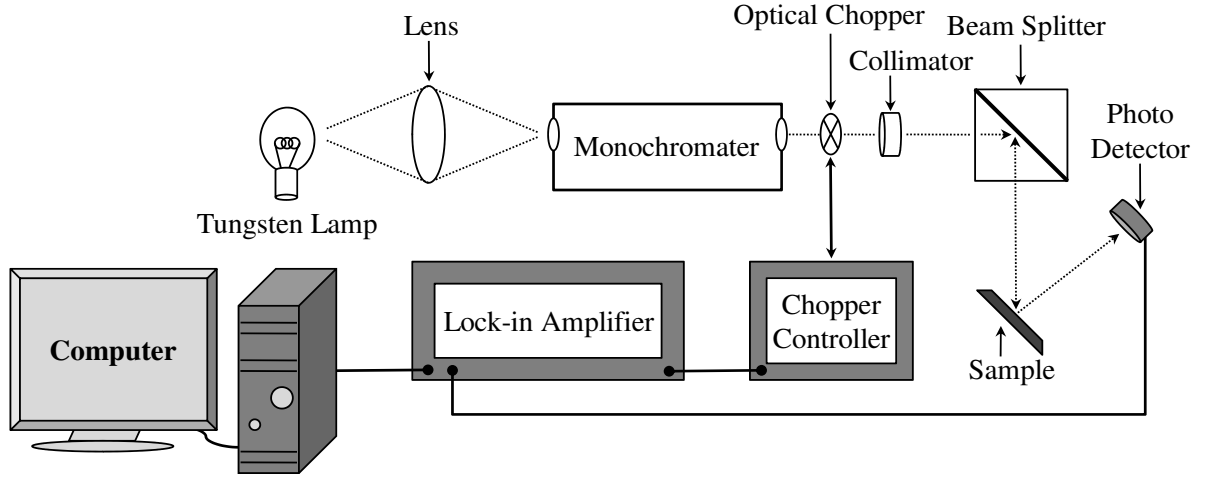 Optical Chopper
Beam Splitter
Lens
Collimator
Photo
Detector
Monochromater
Tungsten Lamp
Computer
Lock-in Amplifier
Chopper
Controller
Sample